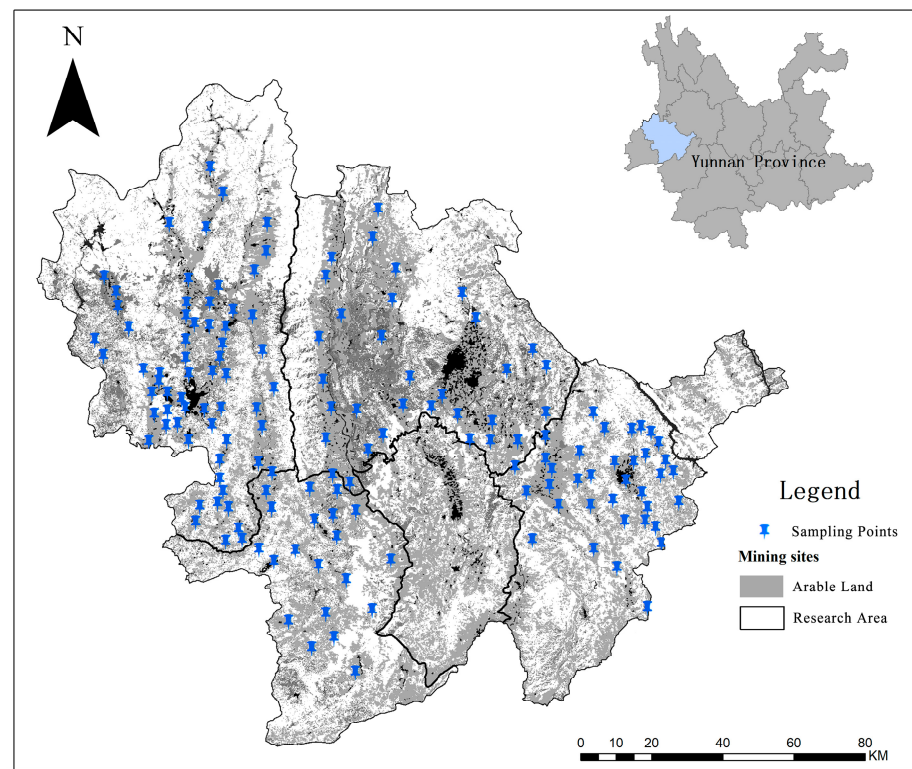 N
Yunnan Province
Legend
Sampling Points
Mining sites
Arable Land
Research Area
0 10 20 40 60 80
KM